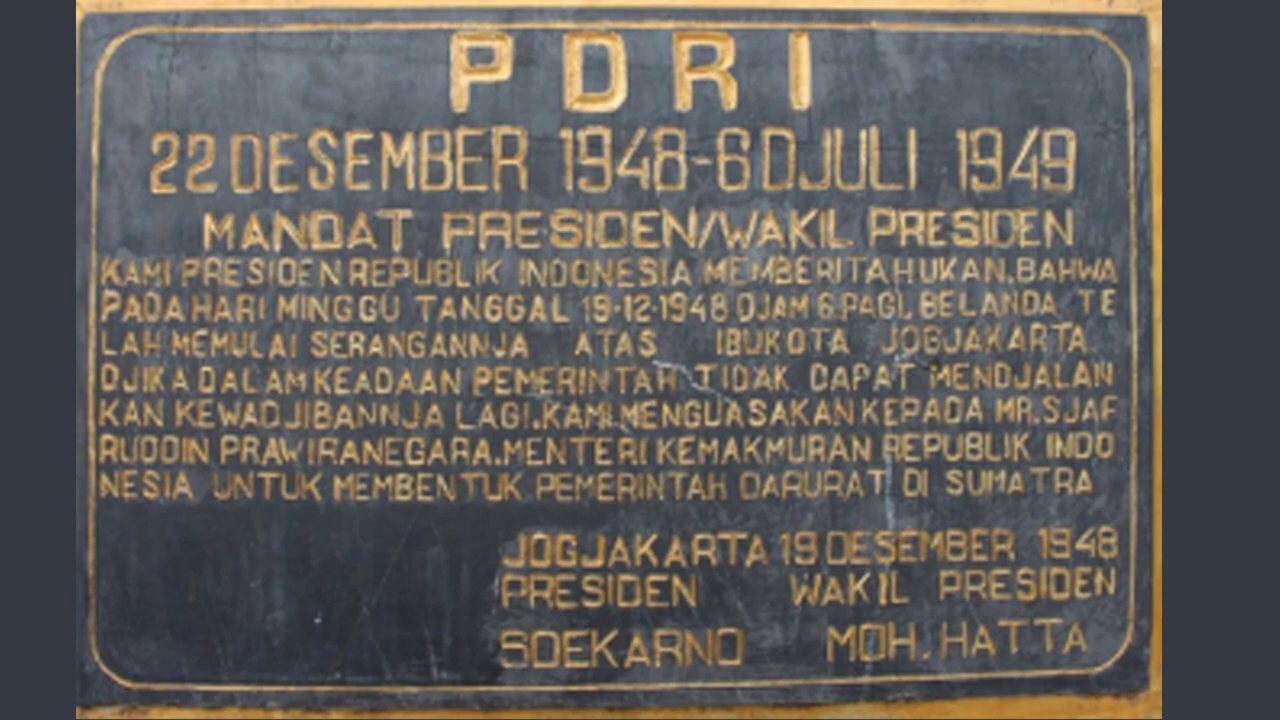 PDRI
22 DESEMBER 1948-6 DJULI 1949
MANDAT PRESIDEN/WAKIL PRESIDEN
KAMI PRESIDEN REPUBLIK INDONESIA MEMBERITAHUKAN.BAHWA
PADA HARI MINGGU TANGGAL 19-12-1948 DJAM 6.PAGI, BELANDA TE
LAH MEMULAI SERANGANNJA ATAS IBUKOTA JOGJAKARTA
DJIKA DALAM KEADAAN PEMERINTAH TIDAK DAPAT MENDJALAN
KAN KEWADJIBANNJA LAGI.KAMI MENGUASAKAN KEPADA MR.SJAF
RUDDIN PRAWIRANEGARA.MENTERI KEMAKMURAN REPUBLIK INDO
NESIA UNTUK MEMBENTUK PEMERINTAH DARURAT DI SUMATRA
JOGJAKARTA 19 DESEMBER 1948
PRESIDEN WAKIL PRESIDEN
SOEKARNO MOH.HATTA